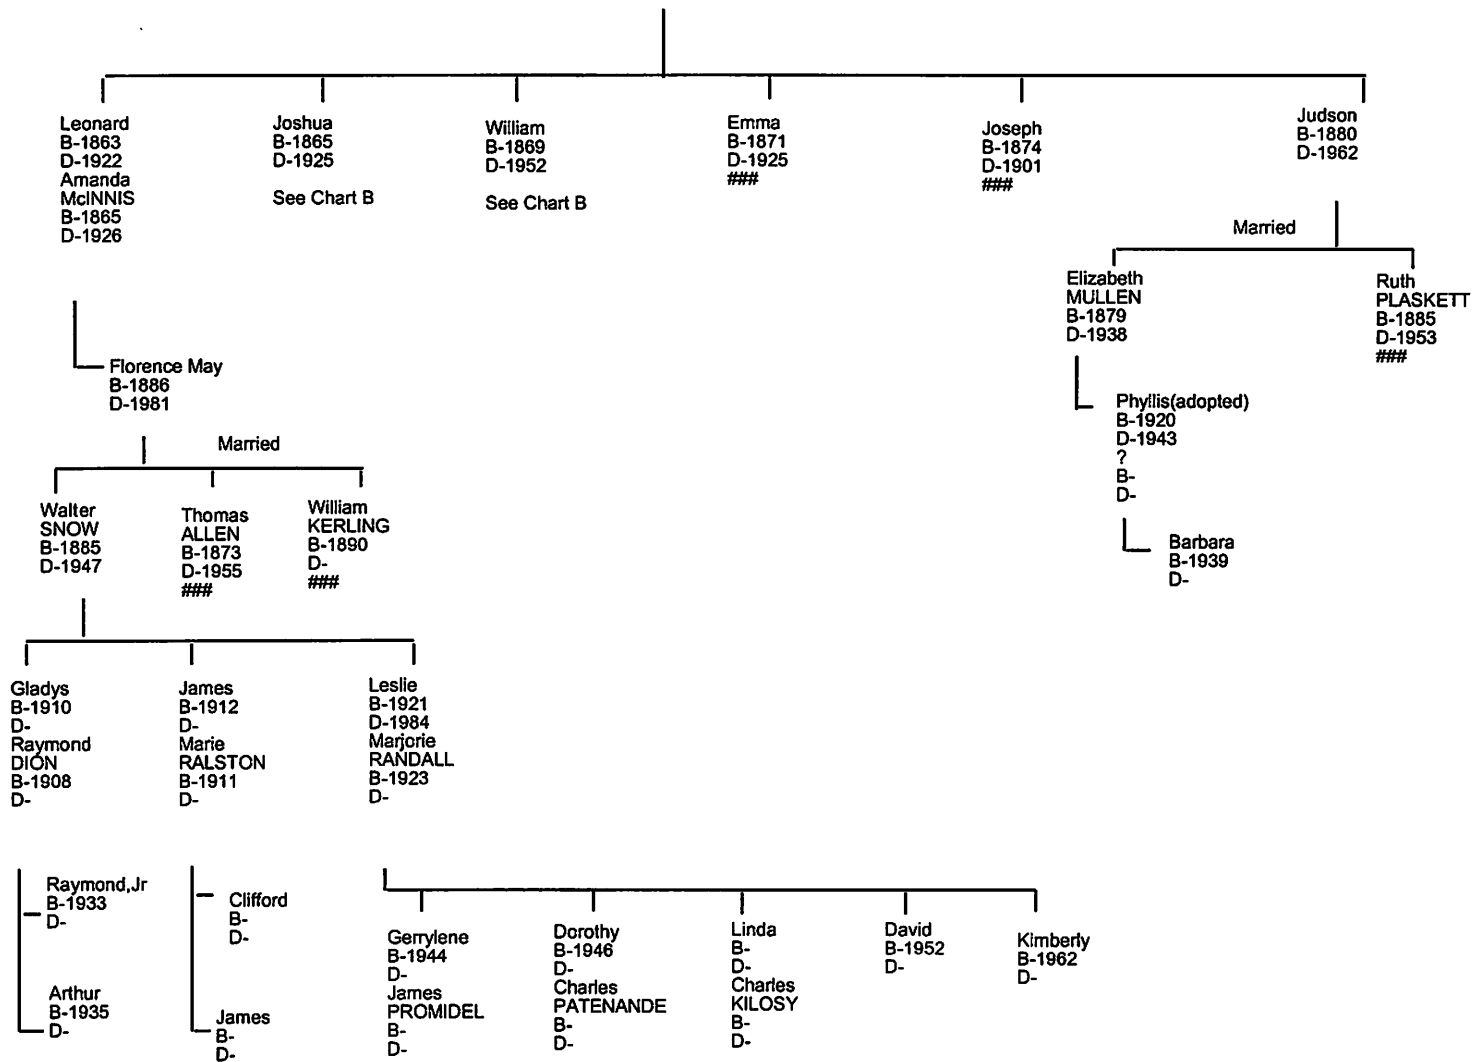 Leonard
B-1863
D-1922
Amanda
McINNIS
B-1865
D-1926
Joshua
B-1865
D-1925
See Chart B
William
B-1869
D-1952
See Chart B
Emma
B-1871
D-1925
###
Joseph
B-1874
D-1901
###
Judson
B-1880
D-1962
Married
Elizabeth
MULLEN
B-1879
D-1938
Ruth
PLASKETT
B-1885
D-1953
###
Phyllis(adopted)
B-1920
D-1943
?
B-
D-
Barbara
B-1939
D-
Florence May
B-1886
D-1981
Married
Walter
SNOW
B-1885
D-1947
Thomas
ALLEN
B-1873
D-1955
###
William
KERLING
B-1890
D-
###
Gladys
B-1910
D-
Raymond
DION
B-1908
D-
James
B-1912
D-
Marie
RALSTON
B-1911
D-
Leslie
B-1921
D-1984
Marjorie
RANDALL
B-1923
D-
Raymond,Jr
B-1933
D-
Arthur
B-1935
D-
Clifford
B-
D-
James
B-
D-
Gerrylene
B-1944
D-
James
PROMIDEL
B-
D-
Dorothy
B-1946
D-
Charles
PATENANDE
B-
D-
Linda
B-
D-
Charles
KILOSY
B-
D-
David
B-1952
D-
Kimberly
B-1962
D-